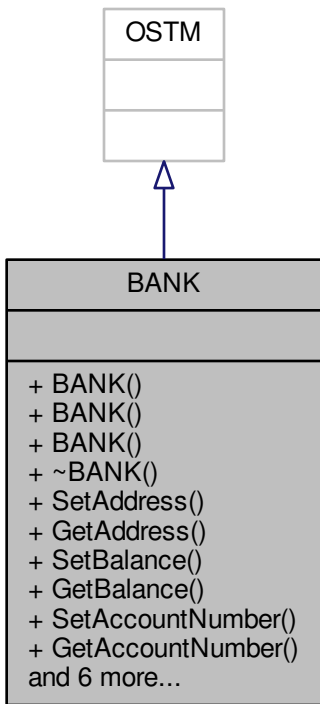 OSTM
BANK
+ BANK()
+ BANK()
+ BANK()
+ ~BANK()
+ SetAddress()
+ GetAddress()
+ SetBalance()
+ GetBalance()
+ SetAccountNumber()
+ GetAccountNumber()
and 6 more...